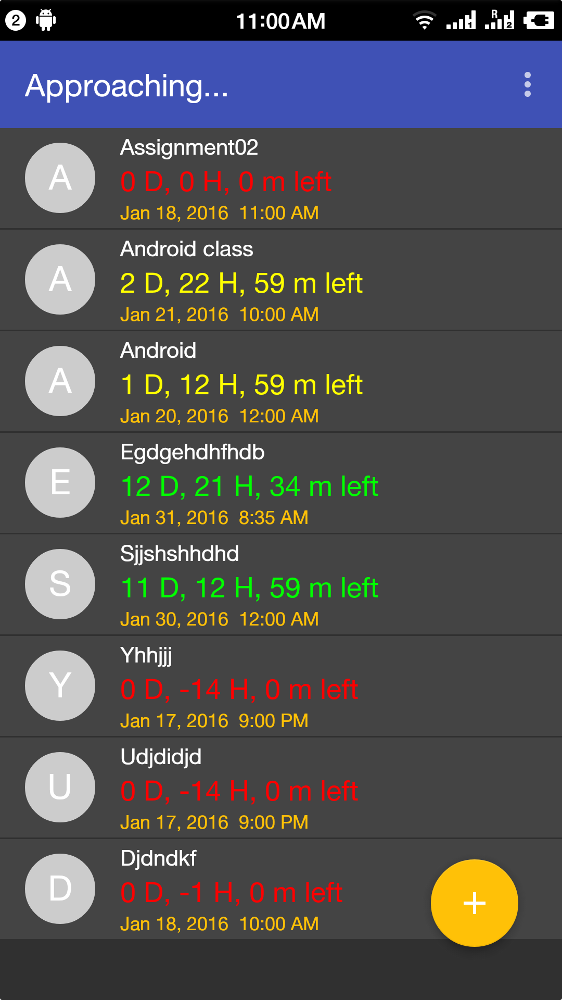 2
11:00 AM
1
R
2
Approaching...
A
Assignment02
0 D, 0 H, 0 m left
Jan 18, 2016  11:00 AM
A
Android class
2 D, 22 H, 59 m left
Jan 21, 2016  10:00 AM
A
Android
1 D, 12 H, 59 m left
Jan 20, 2016  12:00 AM
E
Egdgehdhfhdb
12 D, 21 H, 34 m left
Jan 31, 2016  8:35 AM
S
Sjjshshhdhd
11 D, 12 H, 59 m left
Jan 30, 2016  12:00 AM
Y
Yhhjjj
0 D, -14 H, 0 m left
Jan 17, 2016  9:00 PM
U
Udjdidjd
0 D, -14 H, 0 m left
Jan 17, 2016  9:00 PM
D
Djdndkf
0 D, -1 H, 0 m left
Jan 18, 2016  10:00 AM
+